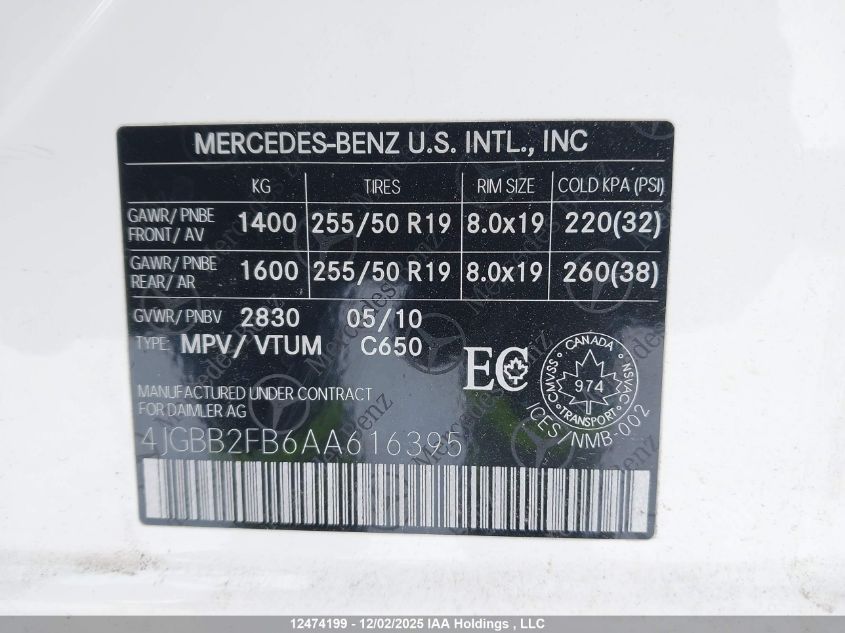 MERCEDES-BENZ U.S. INTL., INC
KG TIRES RIM SIZE COLD KPA (PSI)
GAWR/ PNBE FRONT/ AV 1400 255/50 R19 8.0x19 220(32)
GAWR/ PNBE REAR/ AR 1600 255/50 R19 8.0x19 260(38)
GVWR/ PNBV 2830 05/10
TYPE: MPV/ VTUM C650
EC
CANADA
CMVSS 974 NSVAC
TRANSPORT
ICES/NMB-002
MANUFACTURED UNDER CONTRACT
FOR DAIMLER AG
4JGBB2FB6AA616395
12474199 - 12/02/2025 IAA Holdings , LLC